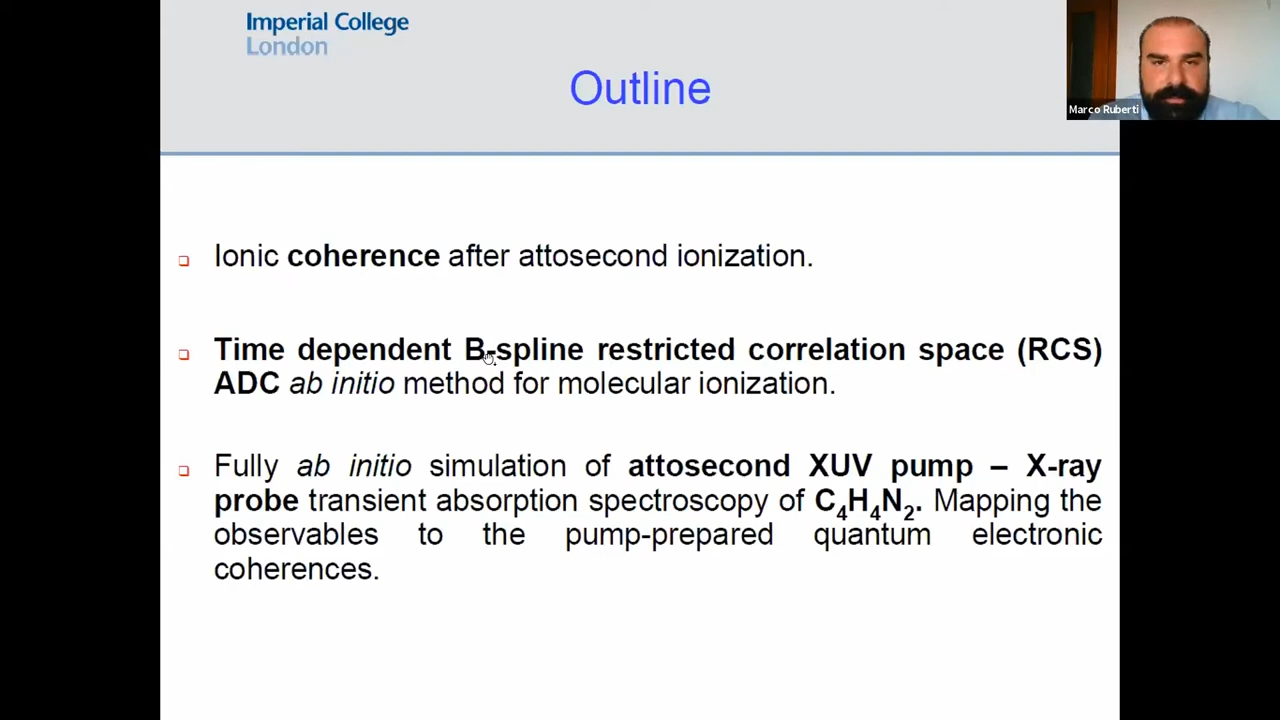 Imperial College
London
Outline
Marco Ruberti
Ionic coherence after attosecond ionization.
Time dependent B-spline restricted correlation space (RCS)
ADC ab initio method for molecular ionization.
Fully ab initio simulation of attosecond XUV pump – X-ray
probe transient absorption spectroscopy of C₄H₄N₂. Mapping the
observables to the pump-prepared quantum electronic
coherences.